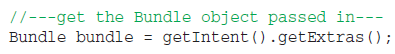 //---get the Bundle object passed in---
Bundle bundle = getIntent().getExtras();